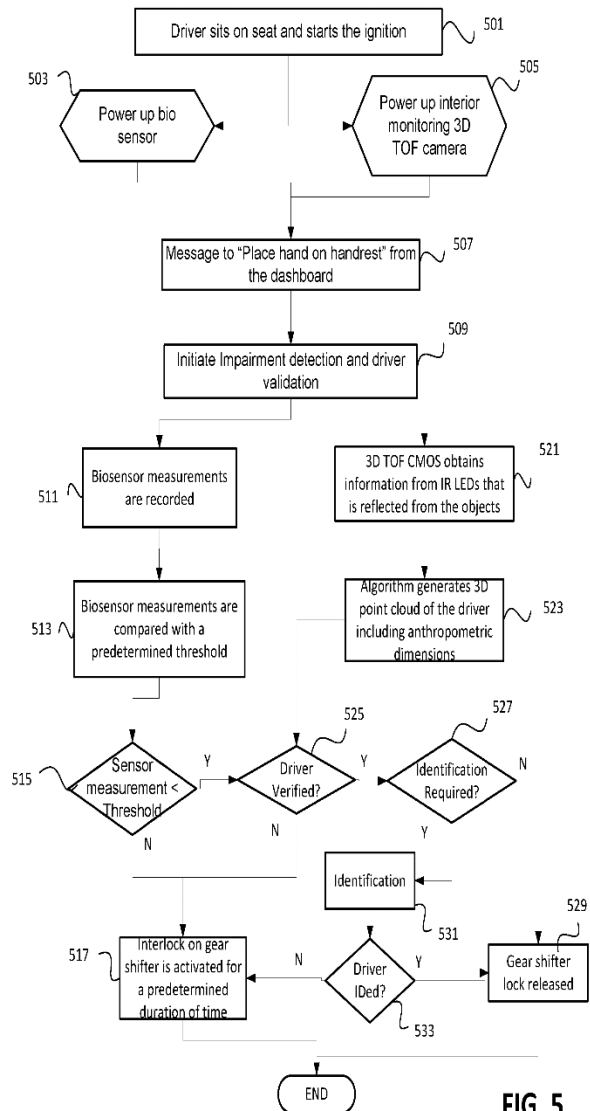 Driver sits on seat and starts the ignition
501
503
505
Power up bio
sensor
Power up interior
monitoring 3D
TOF camera
Message to "Place hand on handrest" from
the dashboard
507
509
Initiate Impairment detection and driver
validation
511
Biosensor measurements
are recorded
3D TOF CMOS obtains
information from IR LEDs that
is reflected from the objects
521
513
Biosensor measurements are
compared with a
predetermined threshold
Algorithm generates 3D
point cloud of the driver
including anthropometric
dimensions
523
515
Sensor
measurement <
Threshold
Y
N
525
Driver
Verified?
Y
N
527
Identification
Required?
N
Y
Identification
531
517
Interlock on gear
shifter is activated for
a predetermined
duration of time
N
Driver
IDed?
Y
533
529
Gear shifter
lock released
END
FIG. 5